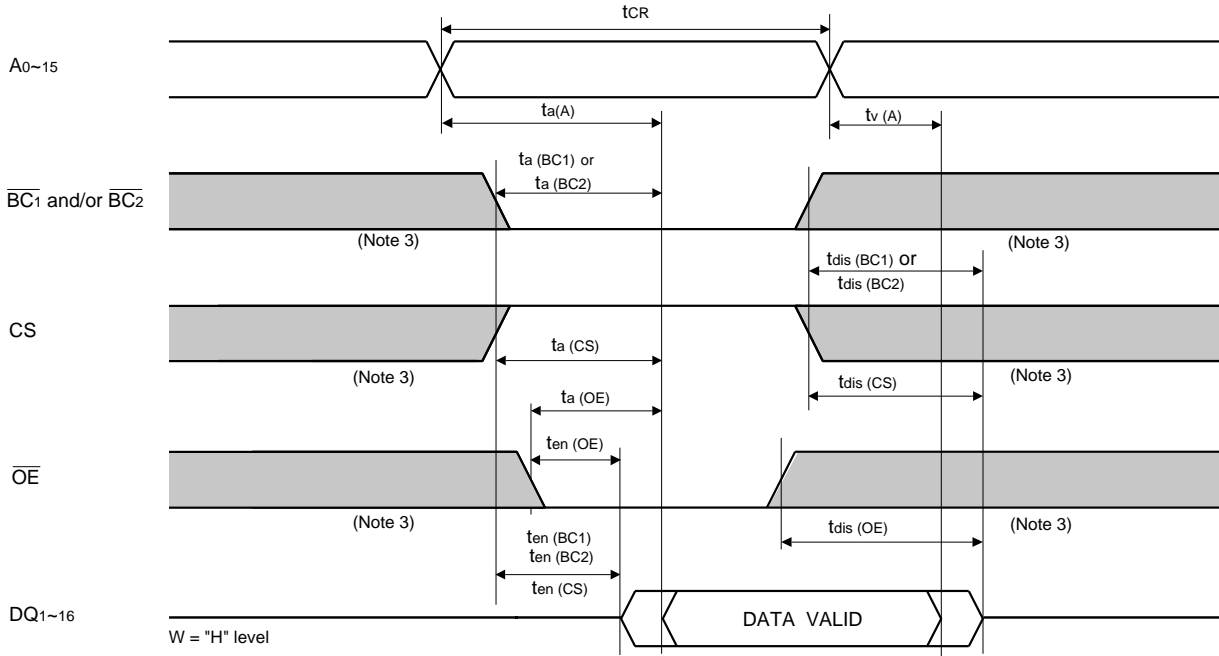 tCR
A0~15
ta(A)
tv (A)
ta (BC1) or
ta (BC2)
BC1 and/or BC2
(Note 3)
(Note 3)
tdis (BC1) or
tdis (BC2)
CS
(Note 3)
ta (CS)
(Note 3)
tdis (CS)
ta (OE)
ten (OE)
OE
(Note 3)
(Note 3)
tdis (OE)
ten (BC1)
ten (BC2)
ten (CS)
DQ1~16
DATA VALID
W = "H" level